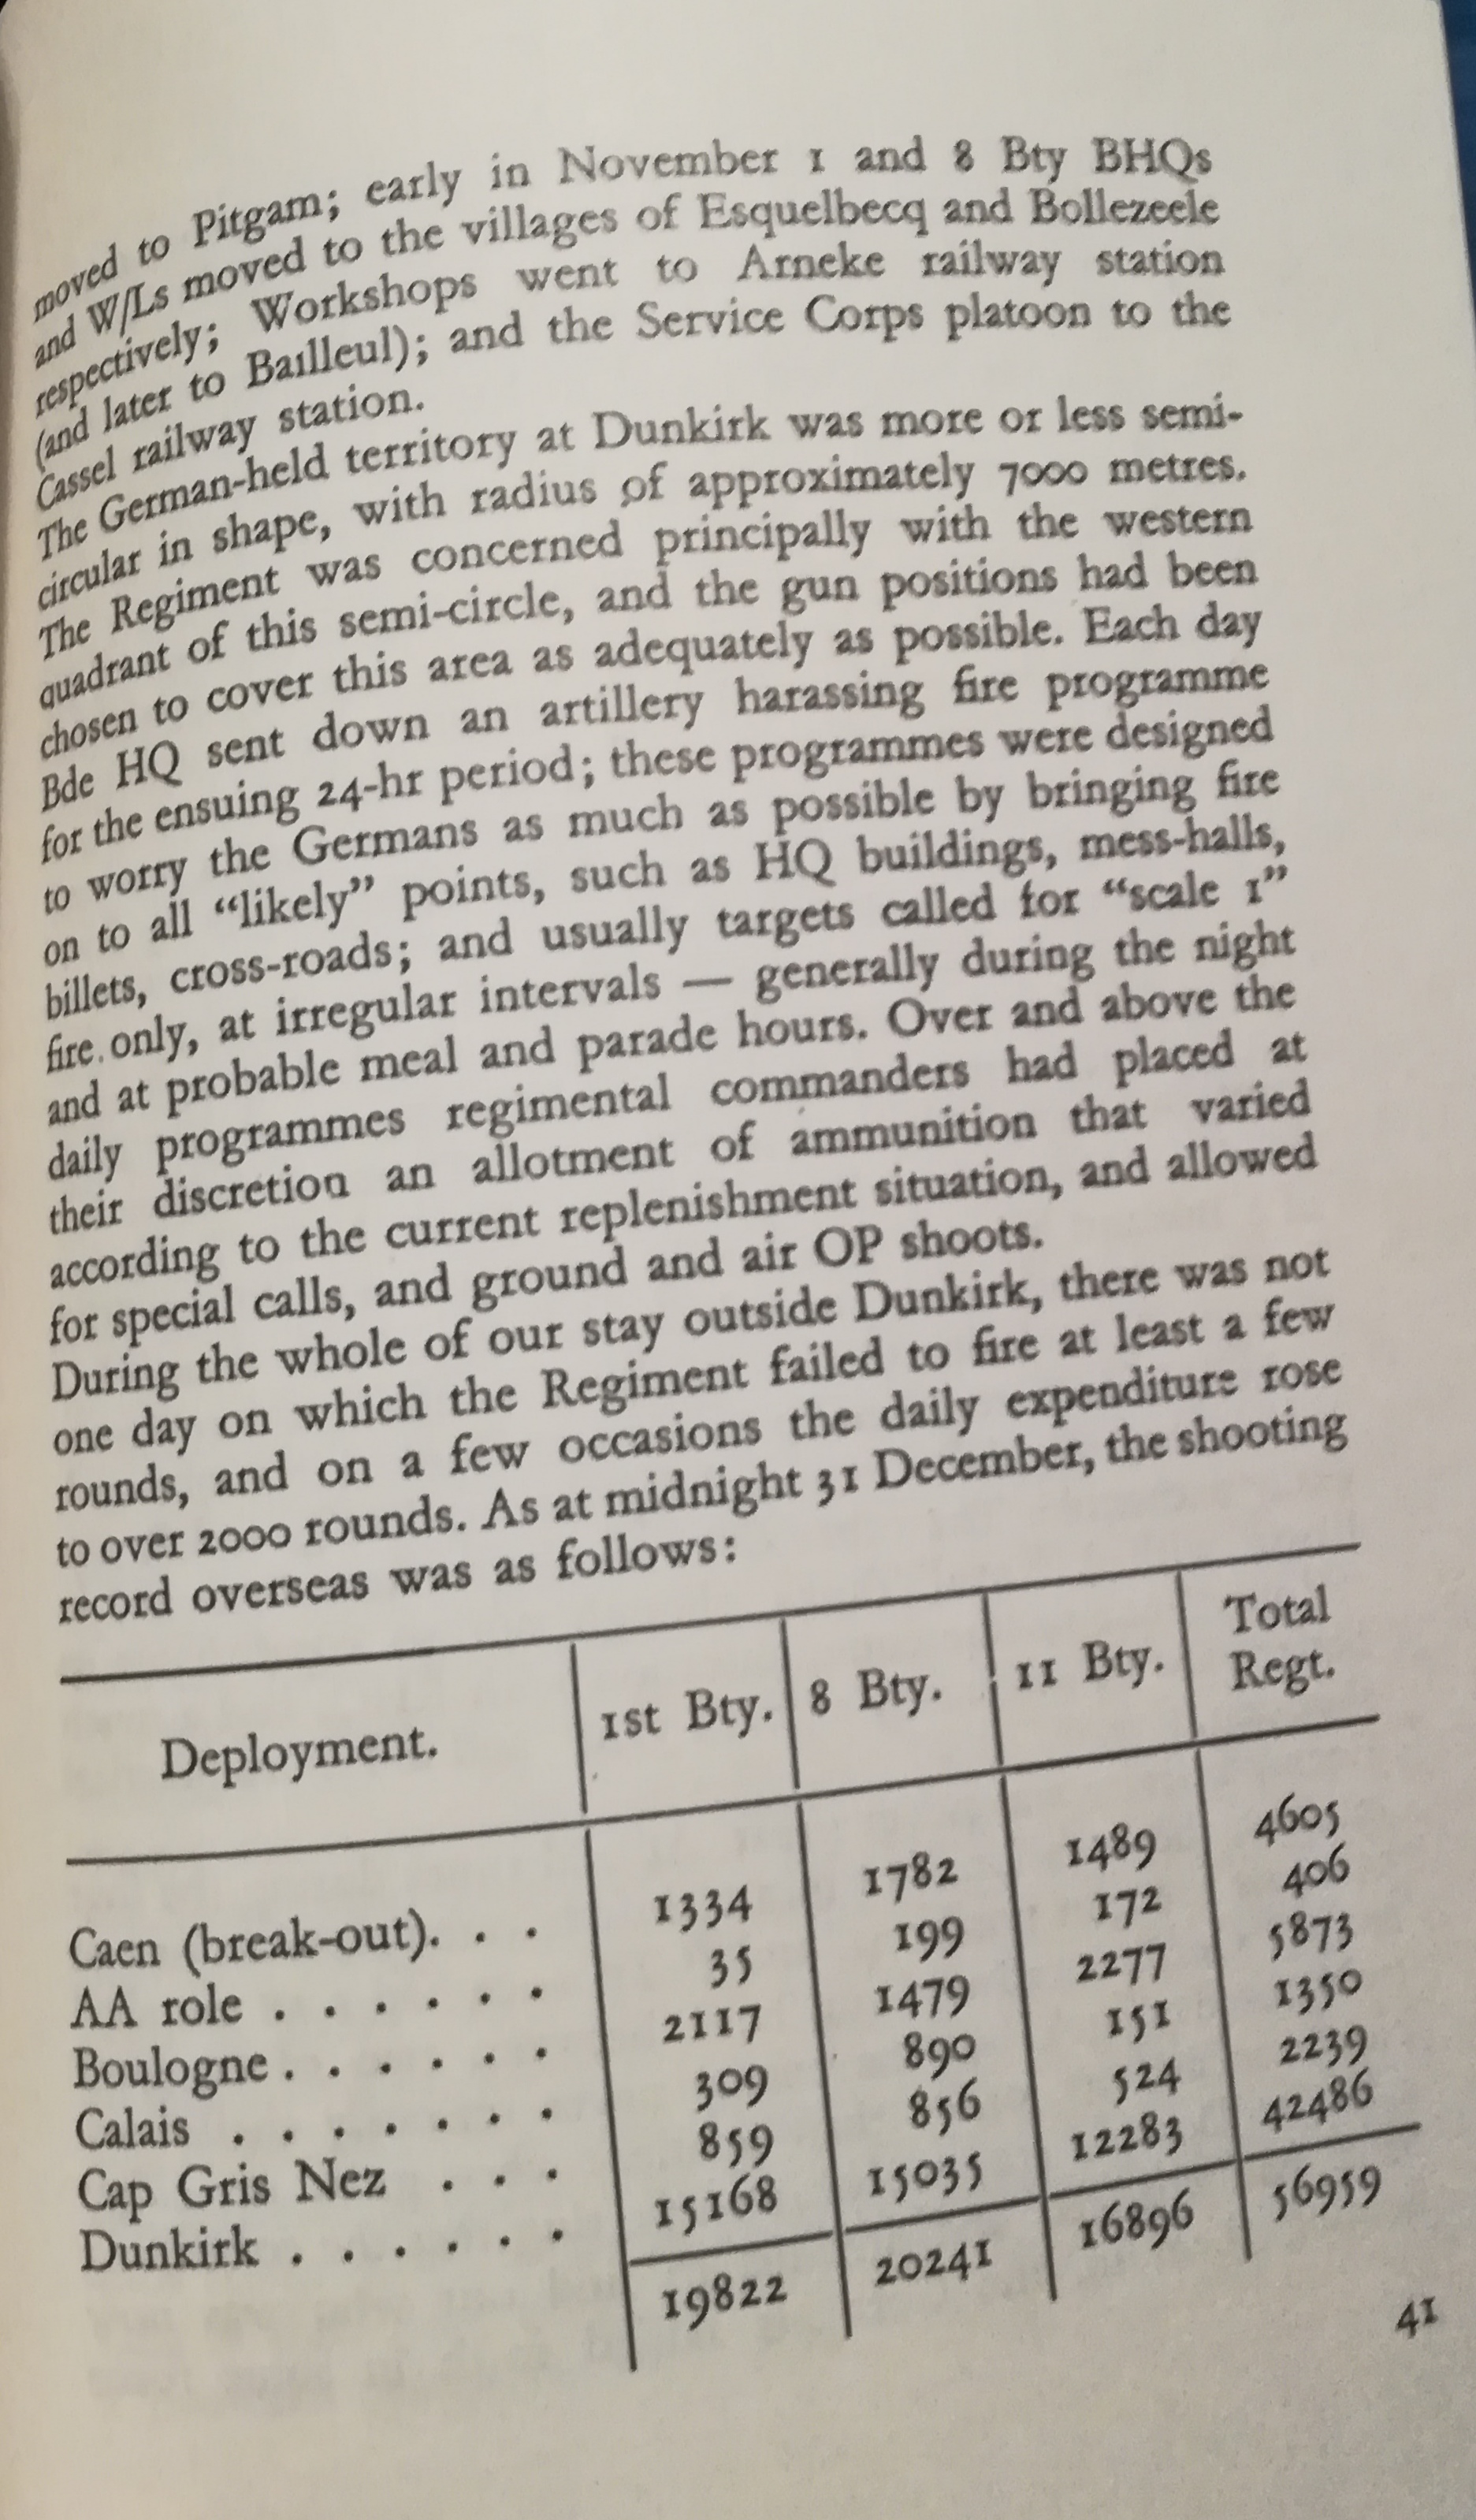 moved to Pitgam; early in November 1 and 8 Bty BHQs
and W/Ls moved to the villages of Esquelbecq and Bollezeele
respectively; Workshops went to Arneke railway station
(and later to Bailleul); and the Service Corps platoon to the
Cassel railway station.
The German-held territory at Dunkirk was more or less semi-
circular in shape, with radius of approximately 7000 metres.
The Regiment was concerned principally with the western
quadrant of this semi-circle, and the gun positions had been
chosen to cover this area as adequately as possible. Each day
Bde HQ sent down an artillery harassing fire programme
for the ensuing 24-hr period; these programmes were designed
to worry the Germans as much as possible by bringing fire
on to all “likely” points, such as HQ buildings, mess-halls,
billets, cross-roads; and usually targets called for “scale 1”
fire only, at irregular intervals — generally during the night
and at probable meal and parade hours. Over and above the
daily programmes regimental commanders had placed at
their discretion an allotment of ammunition that varied
according to the current replenishment situation, and allowed
for special calls, and ground and air OP shoots.
During the whole of our stay outside Dunkirk, there was not
one day on which the Regiment failed to fire at least a few
rounds, and on a few occasions the daily expenditure rose
to over 2000 rounds. As at midnight 31 December, the shooting
record overseas was as follows:
Deployment. 1st Bty. 8 Bty. 11 Bty. Total Regt.
Caen (break-out). . . 1334 1782 1489 4605
AA role . . . . . . 35 199 172 406
Boulogne . . . . . . 2117 1479 2277 5873
Calais . . . . . . . 309 890 151 1350
Cap Gris Nez . . . 859 856 524 2239
Dunkirk . . . . . . 15168 15035 12283 42486
19822 20241 16896 56959
41